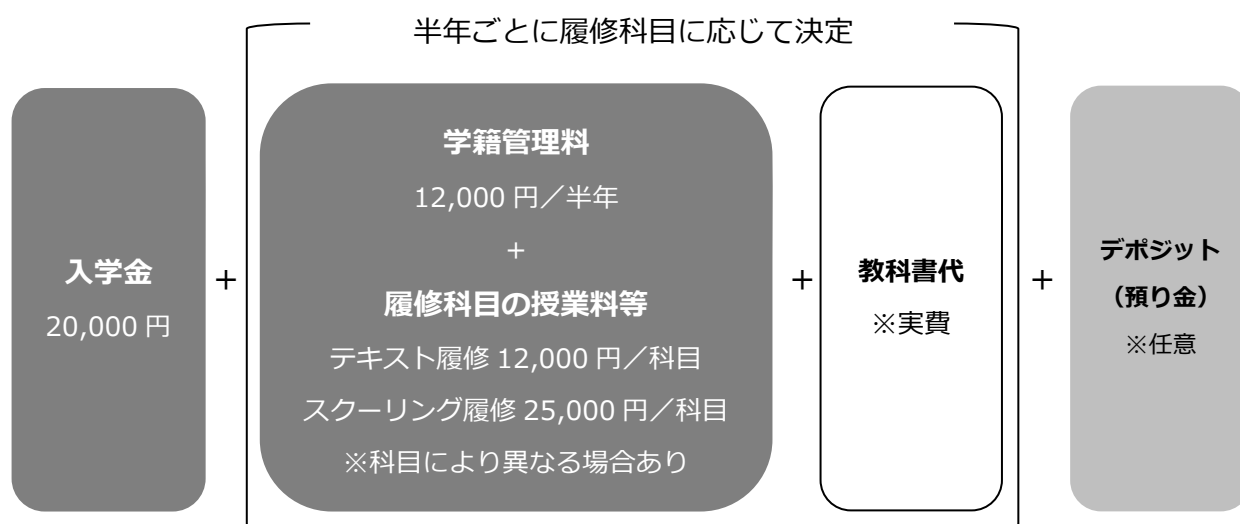 半年ごとに履修科目に応じて決定
入学金
20,000 円
+
学籍管理料
12,000 円／半年
+
履修科目の授業料等
テキスト履修 12,000 円／科目
スクーリング履修 25,000 円／科目
※科目により異なる場合あり
+
教科書代
※実費
+
デポジット
（預り金）
※任意